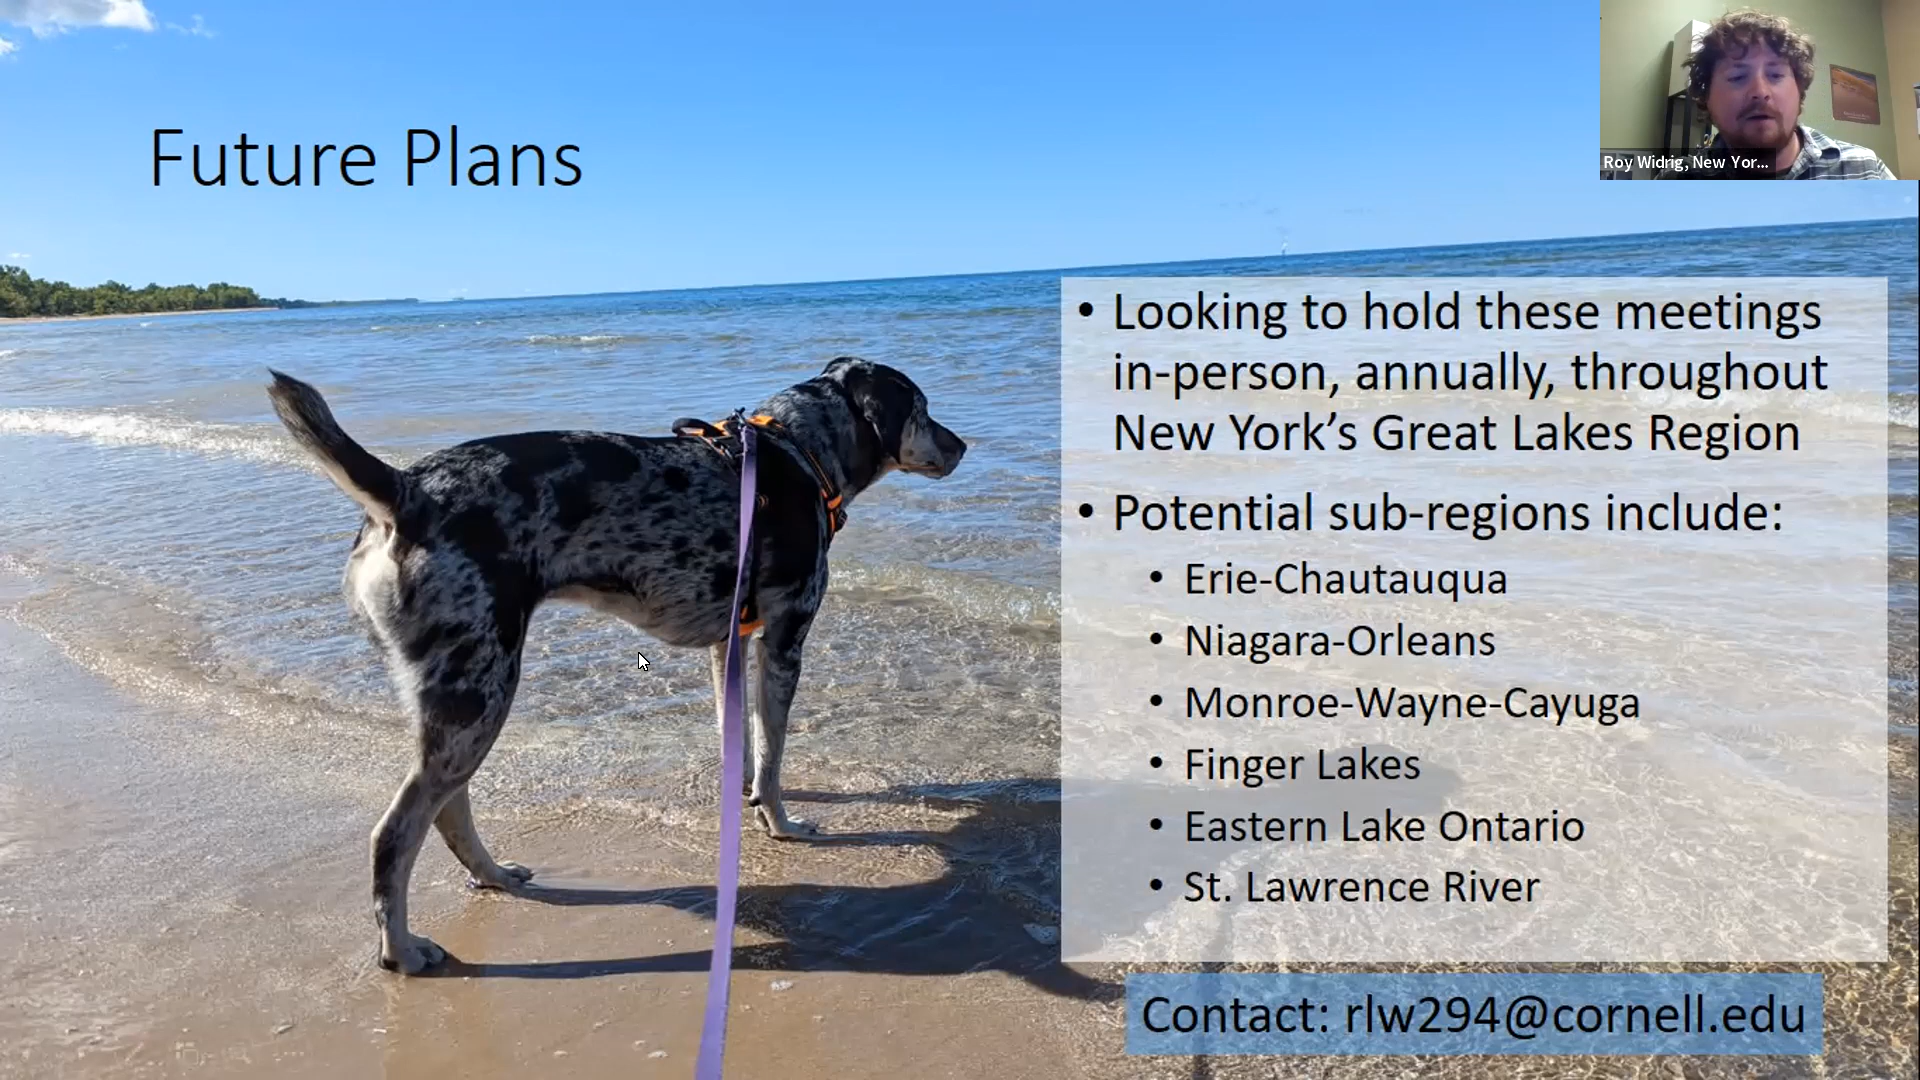 Future Plans
Roy Widrig, New Yor...
• Looking to hold these meetings
in-person, annually, throughout
New York’s Great Lakes Region
• Potential sub-regions include:
• Erie-Chautauqua
• Niagara-Orleans
• Monroe-Wayne-Cayuga
• Finger Lakes
• Eastern Lake Ontario
• St. Lawrence River
Contact: rlw294@cornell.edu